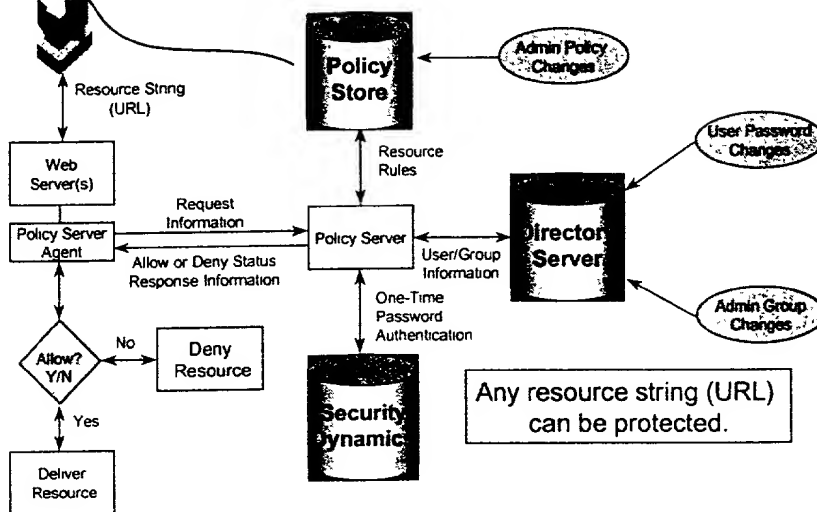 Policy
Store
Admin Policy
Changes
Resource String
(URL)
User Password
Changes
Web
Server(s)
Resource
Rules
Request
Information
Policy Server
Agent
Policy Server
Director
Server
Allow or Deny Status
Response Information
User/Group
Information
One-Time
Password
Authentication
Admin Group
Changes
Allow?
Y/N
No
Deny
Resource
Yes
Security
Dynamic
Any resource string (URL)
can be protected.
Deliver
Resource